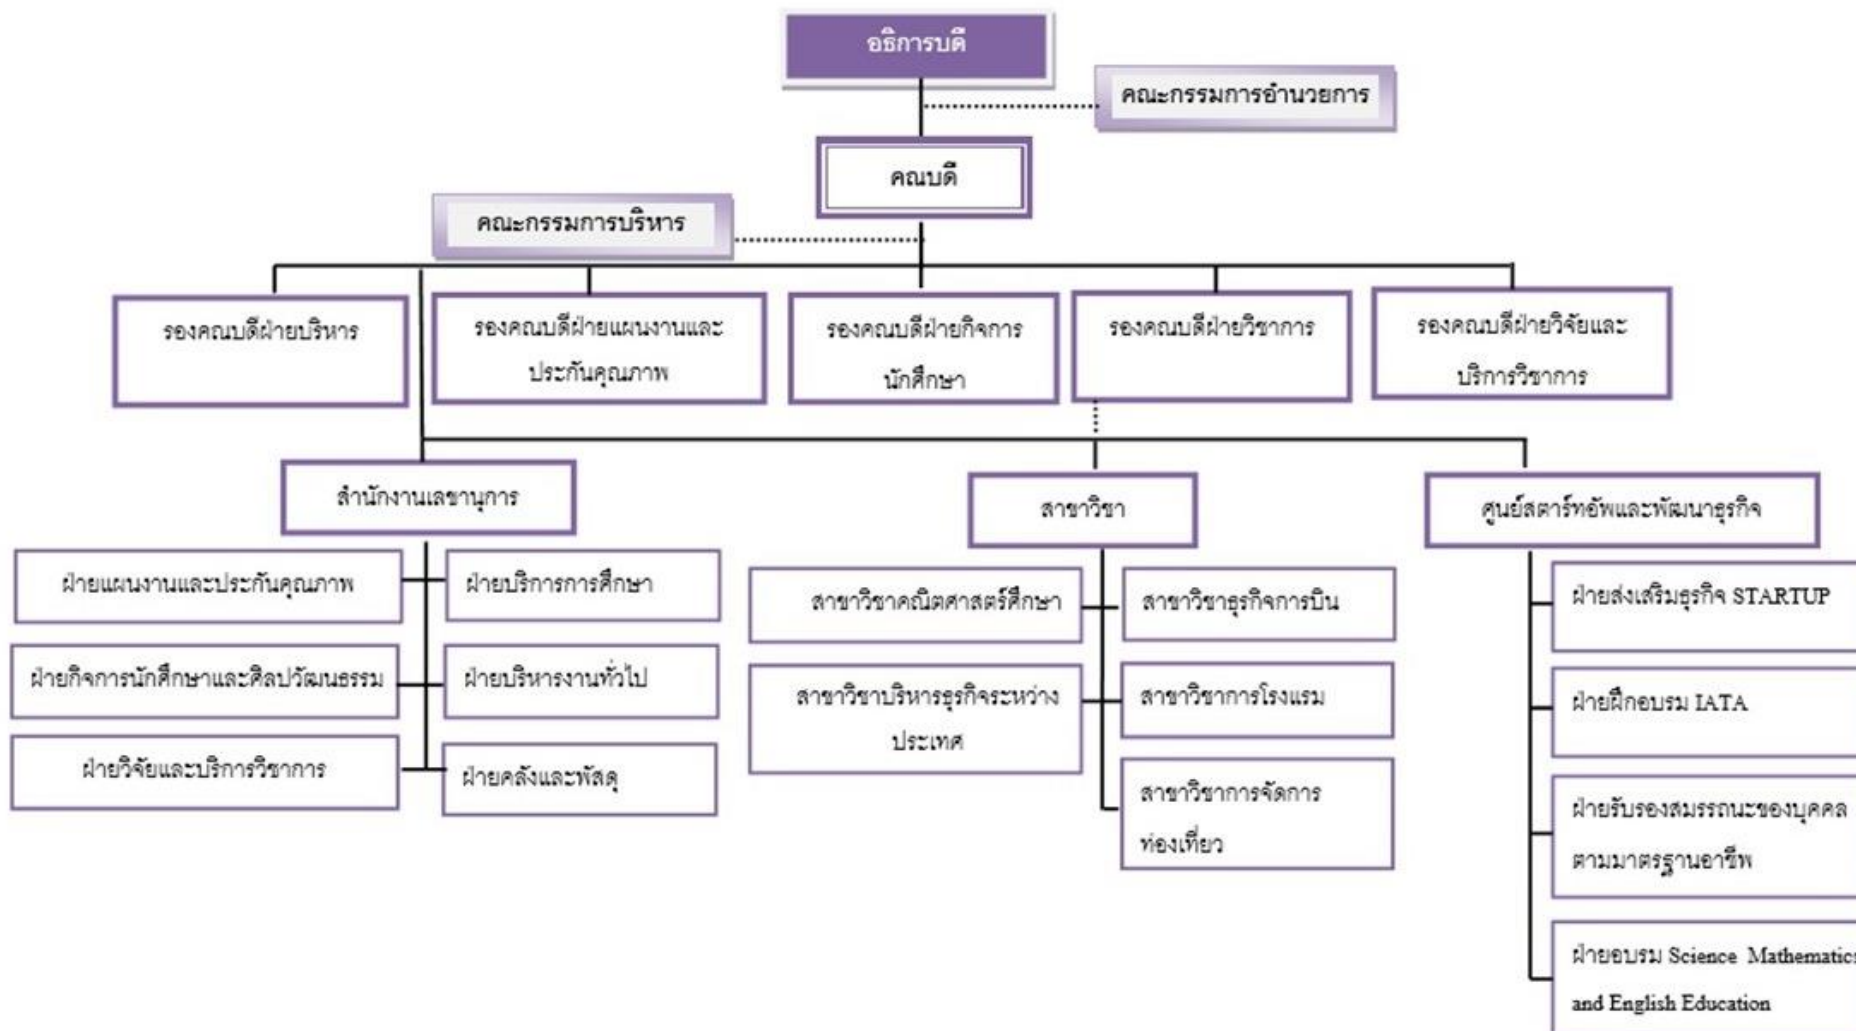 อธิการบดี
คณะกรรมการอำนวยการ
คณบดี
คณะกรรมการบริหาร
รองคณบดีฝ่ายบริหาร
รองคณบดีฝ่ายแผนงานและ
ประกันคุณภาพ
รองคณบดีฝ่ายกิจการ
นักศึกษา
รองคณบดีฝ่ายวิชาการ
รองคณบดีฝ่ายวิจัยและ
บริการวิชาการ
สำนักงานเลขานุการ
ฝ่ายแผนงานและประกันคุณภาพ
ฝ่ายบริการการศึกษา
ฝ่ายกิจการนักศึกษาและศิลปวัฒนธรรม
ฝ่ายบริหารงานทั่วไป
ฝ่ายวิจัยและบริการวิชาการ
ฝ่ายคลังและพัสดุ
สาขาวิชา
สาขาวิชาคณิตศาสตร์ศึกษา
สาขาวิชาธุรกิจการบิน
สาขาวิชาบริหารธุรกิจระหว่าง
ประเทศ
สาขาวิชาการโรงแรม
สาขาวิชาการจัดการ
ท่องเที่ยว
ศูนย์สตาร์ทอัพและพัฒนาธุรกิจ
ฝ่ายส่งเสริมธุรกิจ STARTUP
ฝ่ายฝึกอบรม IATA
ฝ่ายรับรองสมรรถนะของบุคคล
ตามมาตรฐานอาชีพ
ฝ่ายอบรม Science Mathematics
and English Education